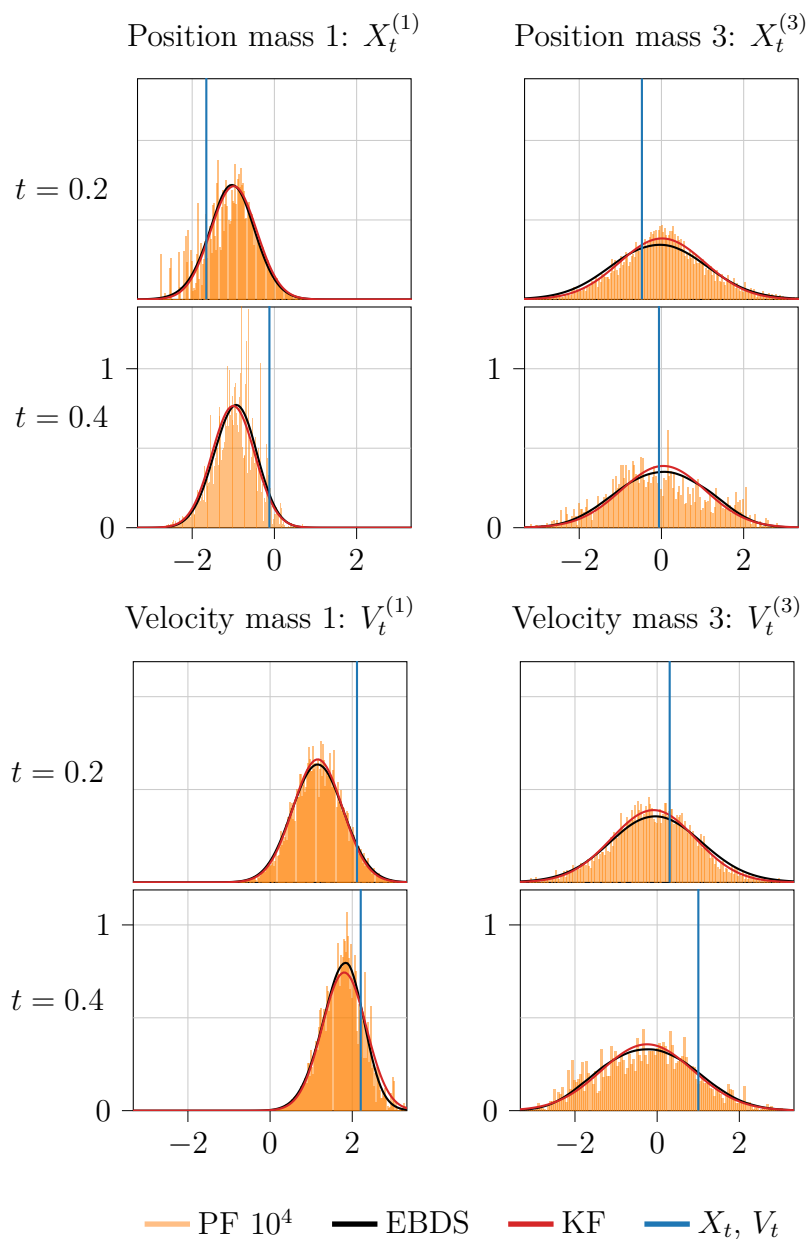 Position mass 1: $X_t^{(1)}$ Position mass 3: $X_t^{(3)}$
$t = 0.2$
$t = 0.4$
1 1
0 0
−2 0 2 −2 0 2
Velocity mass 1: $V_t^{(1)}$ Velocity mass 3: $V_t^{(3)}$
$t = 0.2$
$t = 0.4$
1 1
0 0
−2 0 2 −2 0 2
PF $10^4$ EBDS KF $X_t$, $V_t$